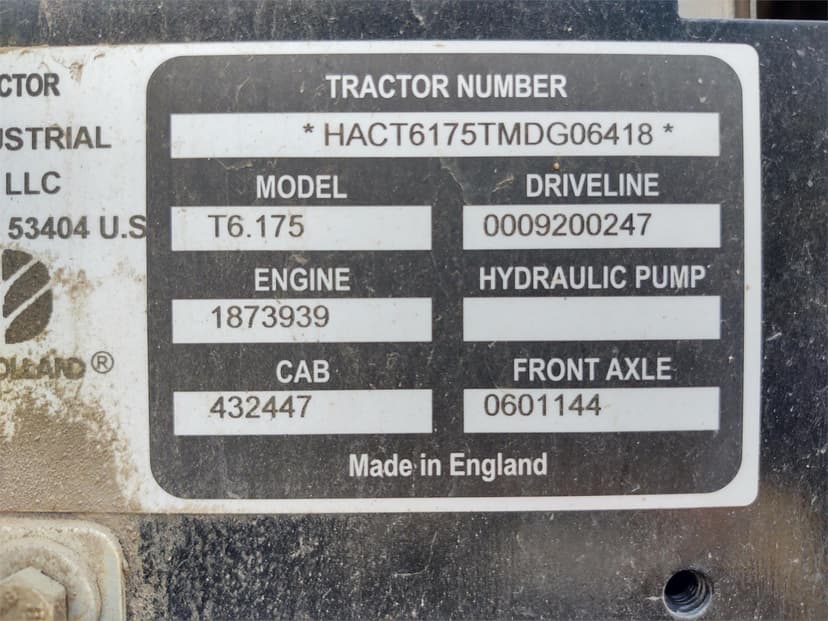 CTOR
USTRIAL
LLC
53404 U.S
®
TRACTOR NUMBER
*HACT6175TMDG06418*
MODEL
DRIVELINE
T6.175
0009200247
ENGINE
HYDRAULIC PUMP
1873939
CAB
FRONT AXLE
432447
0601144
Made in England